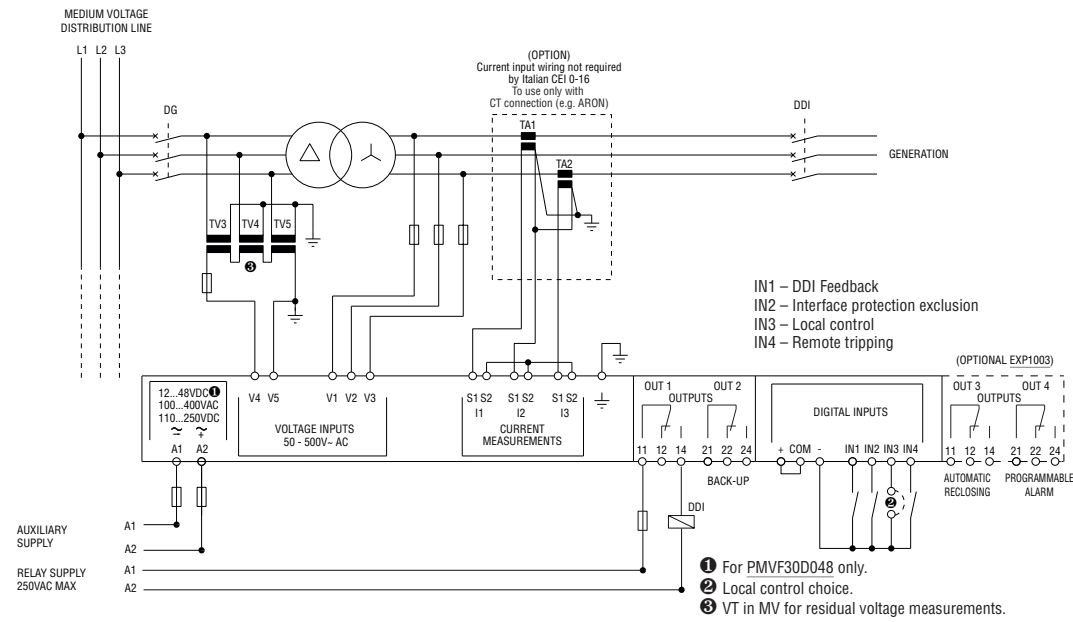 MEDIUM VOLTAGE
DISTRIBUTION LINE
L1 L2 L3
DG
(OPTION)
Current input wiring not required
by Italian CEI 0-16
To use only with
CT connection (e.g. ARON)
TA1
TA2
DDI
GENERATION
TV3 TV4 TV5
❸
IN1 – DDI Feedback
IN2 – Interface protection exclusion
IN3 – Local control
IN4 – Remote tripping
(OPTIONAL EXP1003)
12...48VDC❶
100...400VAC
110...250VDC
~ ~
– +
A1 A2
V4 V5 V1 V2 V3
VOLTAGE INPUTS
50 - 500V~ AC
S1 S2 S1 S2 S1 S2
I1 I2 I3
CURRENT
MEASUREMENTS
OUT 1 OUT 2
OUTPUTS
11 12 14 21 22 24
BACK-UP
DIGITAL INPUTS
+ COM - IN1 IN2 IN3 IN4
OUT 3 OUT 4
OUTPUTS
11 12 14 21 22 24
AUTOMATIC
RECLOSING
PROGRAMMABLE
ALARM
❷
DDI
AUXILIARY
SUPPLY
A1
A2
RELAY SUPPLY
250VAC MAX
A1
A2
❶ For PMVF30D048 only.
❷ Local control choice.
❸ VT in MV for residual voltage measurements.